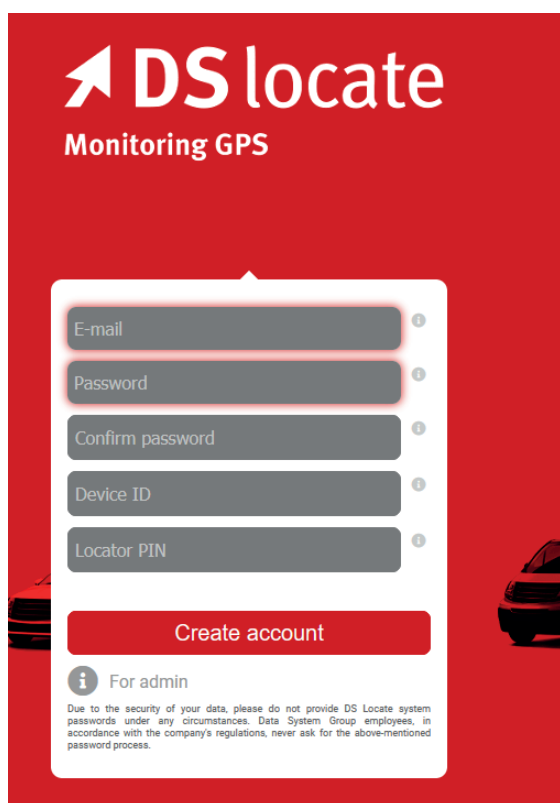 DS locate
Monitoring GPS
E-mail
Password
Confirm password
Device ID
Locator PIN
Create account
For admin
Due to the security of your data, please do not provide DS Locate system
passwords under any circumstances. Data System Group employees, in
accordance with the company's regulations, never ask for the above-mentioned
password process.